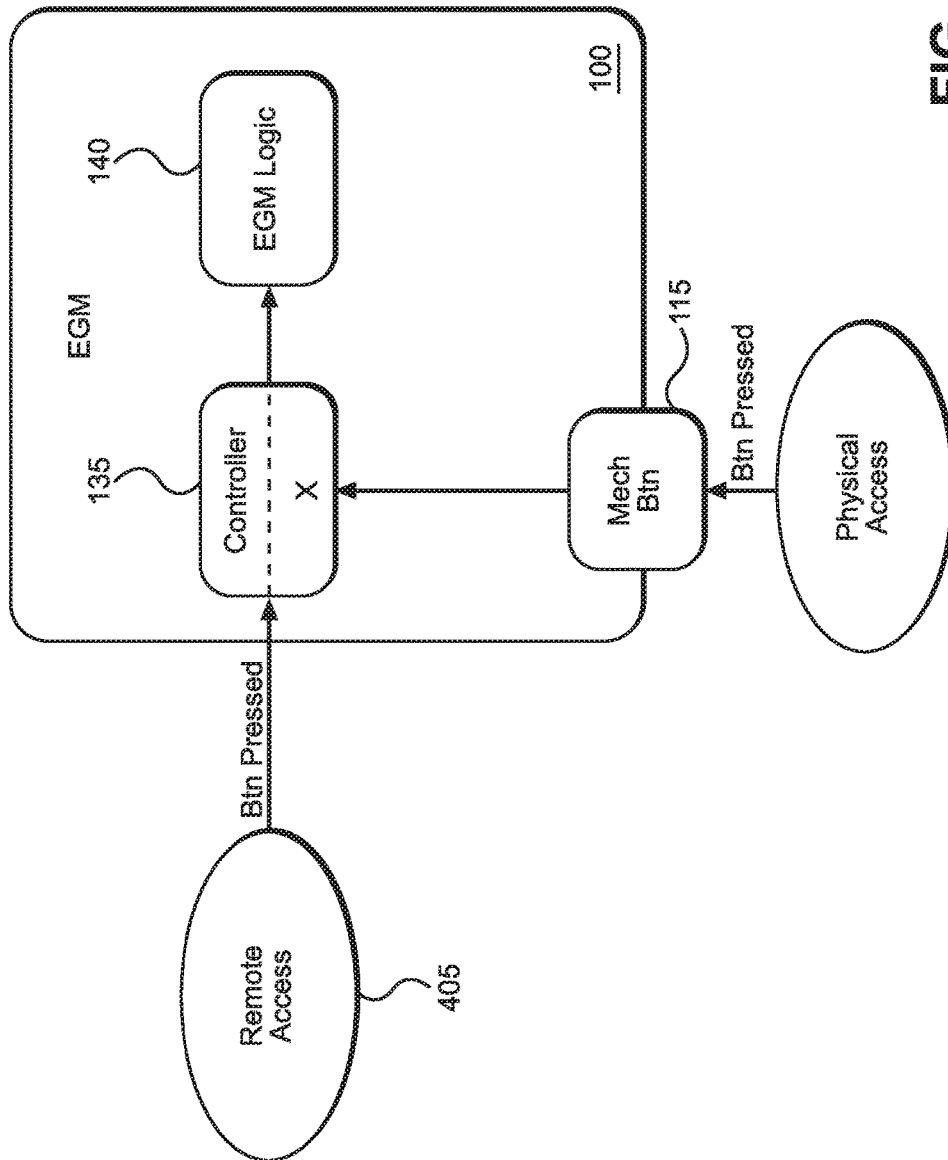 EGM
100
135
Controller
X
140
EGM Logic
Btn Pressed
Remote
Access
405
Mech
Btn
115
Btn Pressed
Physical
Access
FIG